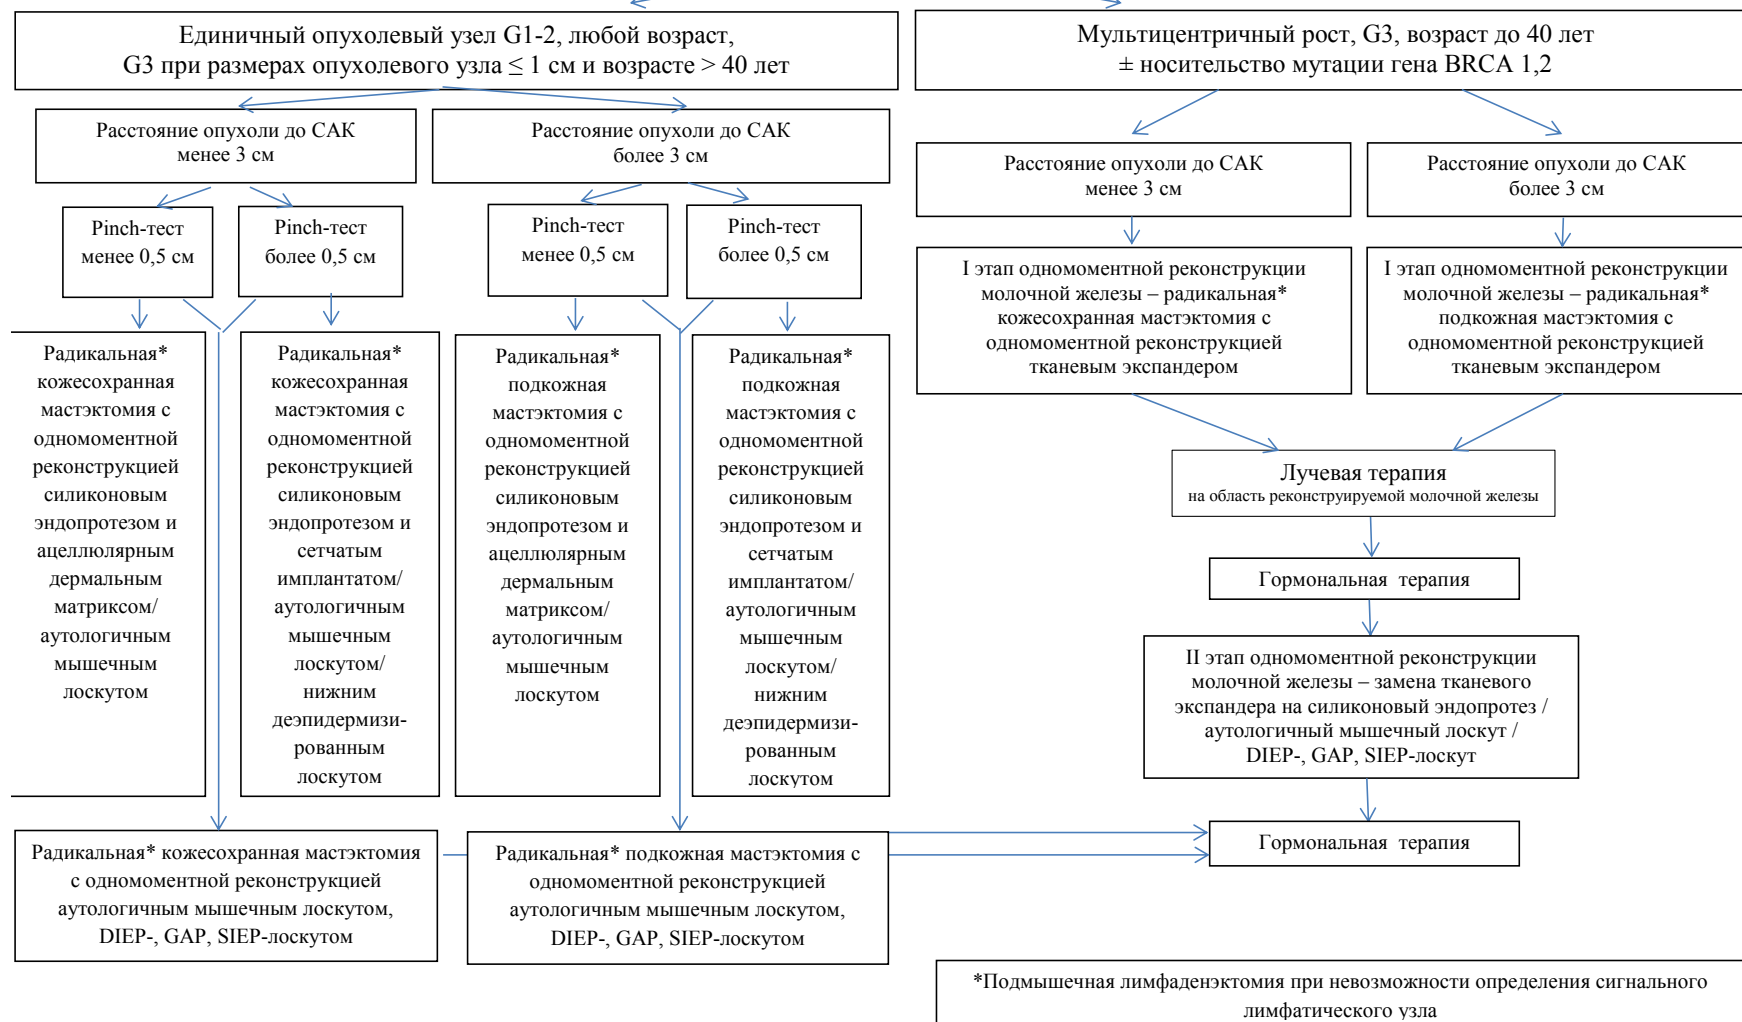 Единичный опухолевый узел G1-2, любой возраст,
G3 при размерах опухолевого узла ≤ 1 см и возрасте > 40 лет
Мультицентричный рост, G3, возраст до 40 лет
± носительство мутации гена BRCA 1,2
Расстояние опухоли до САК
менее 3 см
Расстояние опухоли до САК
более 3 см
Расстояние опухоли до САК
менее 3 см
Расстояние опухоли до САК
более 3 см
Pinch-тест
менее 0,5 см
Pinch-тест
более 0,5 см
Pinch-тест
менее 0,5 см
Pinch-тест
более 0,5 см
I этап одномоментной реконструкции
молочной железы – радикальная*
кожесохранная мастэктомия с
одномоментной реконструкцией
тканевым экспандером
I этап одномоментной реконструкции
молочной железы – радикальная*
подкожная мастэктомия с
одномоментной реконструкцией
тканевым экспандером
Радикальная*
кожесохранная
мастэктомия с
одномоментной
реконструкцией
силиконовым
эндопротезом и
ацеллюлярным
дермальным
матриксом/
аутологичным
мышечным
лоскутом
Радикальная*
кожесохранная
мастэктомия с
одномоментной
реконструкцией
силиконовым
эндопротезом и
сетчатым
имплантатом/
аутологичным
мышечным
лоскутом/
нижним
деэпидермизи-
рованным
лоскутом
Радикальная*
подкожная
мастэктомия с
одномоментной
реконструкцией
силиконовым
эндопротезом и
ацеллюлярным
дермальным
матриксом/
аутологичным
мышечным
лоскутом
Радикальная*
подкожная
мастэктомия с
одномоментной
реконструкцией
силиконовым
эндопротезом и
сетчатым
имплантатом/
аутологичным
мышечным
лоскутом/
нижним
деэпидермизи-
рованным
лоскутом
Лучевая терапия
на область реконструируемой молочной железы
Гормональная терапия
II этап одномоментной реконструкции
молочной железы – замена тканевого
экспандера на силиконовый эндопротез /
аутологичный мышечный лоскут /
DIEP-, GAP, SIEP-лоскут
Гормональная терапия
Радикальная* кожесохранная мастэктомия
с одномоментной реконструкцией
аутологичным мышечным лоскутом,
DIEP-, GAP, SIEP-лоскутом
Радикальная* подкожная мастэктомия с
одномоментной реконструкцией
аутологичным мышечным лоскутом,
DIEP-, GAP, SIEP-лоскутом
*Подмышечная лимфаденэктомия при невозможности определения сигнального
лимфатического узла